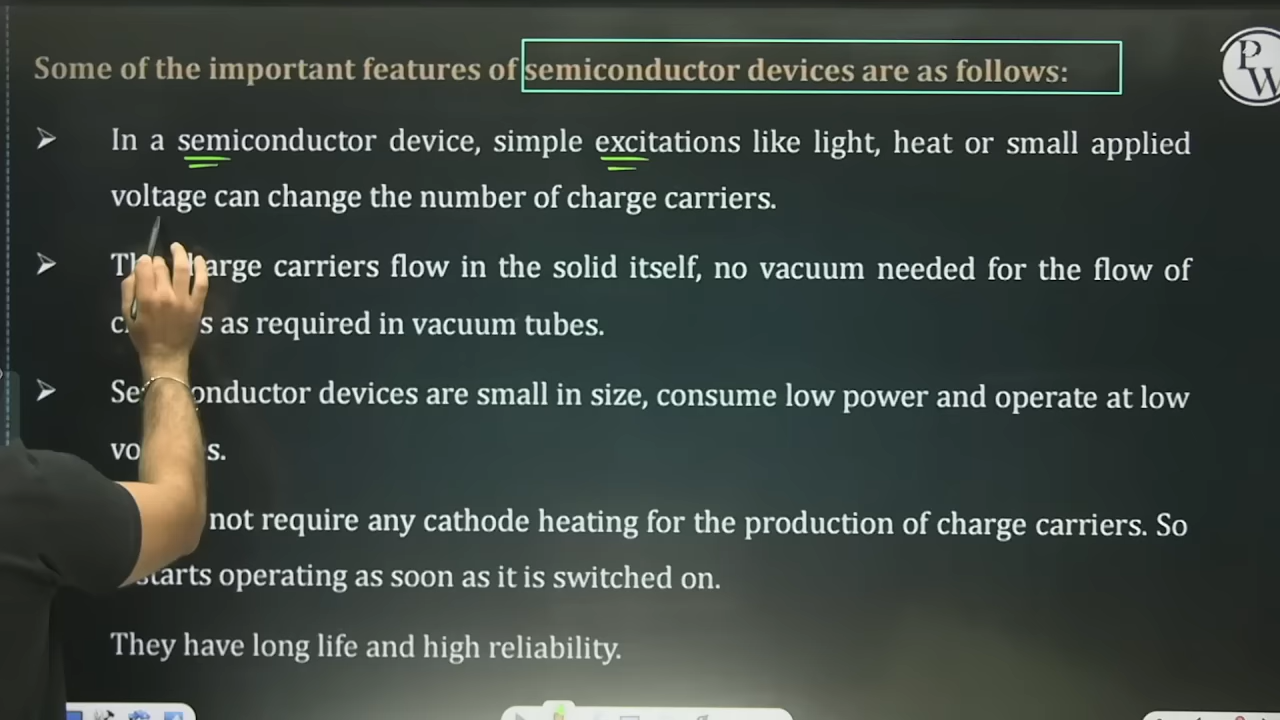 Some of the important features of semiconductor devices are as follows:
PW
In a semiconductor device, simple excitations like light, heat or small applied
voltage can change the number of charge carriers.
carriers flow in the solid itself, no vacuum needed for the flow of
as required in vacuum tubes.
devices are small in size, consume low power and operate at low
not require any cathode heating for the production of charge carriers. So
starts operating as soon as it is switched on.
They have long life and high reliability.